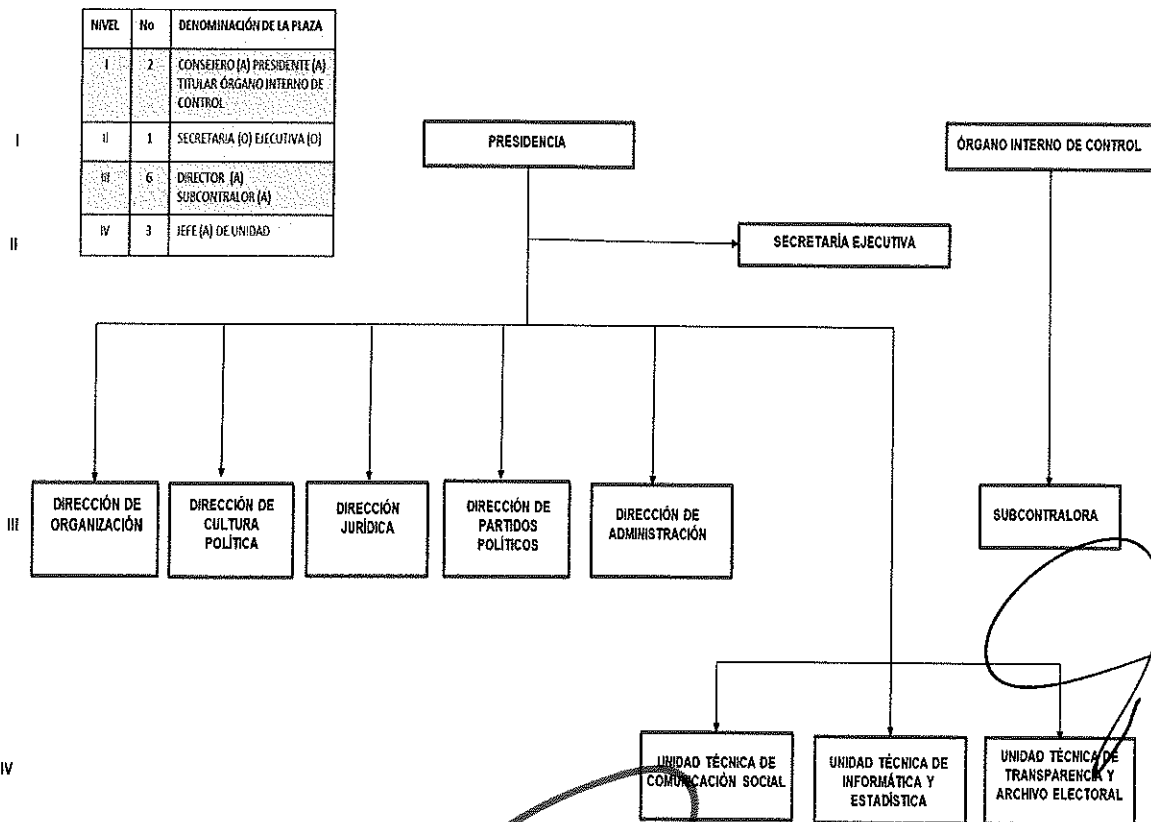 NIVEL No DENOMINACIÓN DE LA PLAZA
I 2 CONSEJERO (A) PRESIDENTE (A)
TITULAR ÓRGANO INTERNO DE
CONTROL
II 1 SECRETARIA (O) EJECUTIVA (O)
III 6 DIRECTOR (A)
SUBCONTRALOR (A)
IV 3 JEFE (A) DE UNIDAD
I
PRESIDENCIA
ÓRGANO INTERNO DE CONTROL
II
SECRETARÍA EJECUTIVA
III
DIRECCIÓN DE
ORGANIZACIÓN
DIRECCIÓN DE
CULTURA
POLÍTICA
DIRECCIÓN
JURÍDICA
DIRECCIÓN DE
PARTIDOS
POLÍTICOS
DIRECCIÓN DE
ADMINISTRACIÓN
SUBCONTRALORA
IV
UNIDAD TÉCNICA DE
COMUNICACIÓN SOCIAL
UNIDAD TÉCNICA DE
INFORMÁTICA Y
ESTADÍSTICA
UNIDAD TÉCNICA DE
TRANSPARENCIA Y
ARCHIVO ELECTORAL